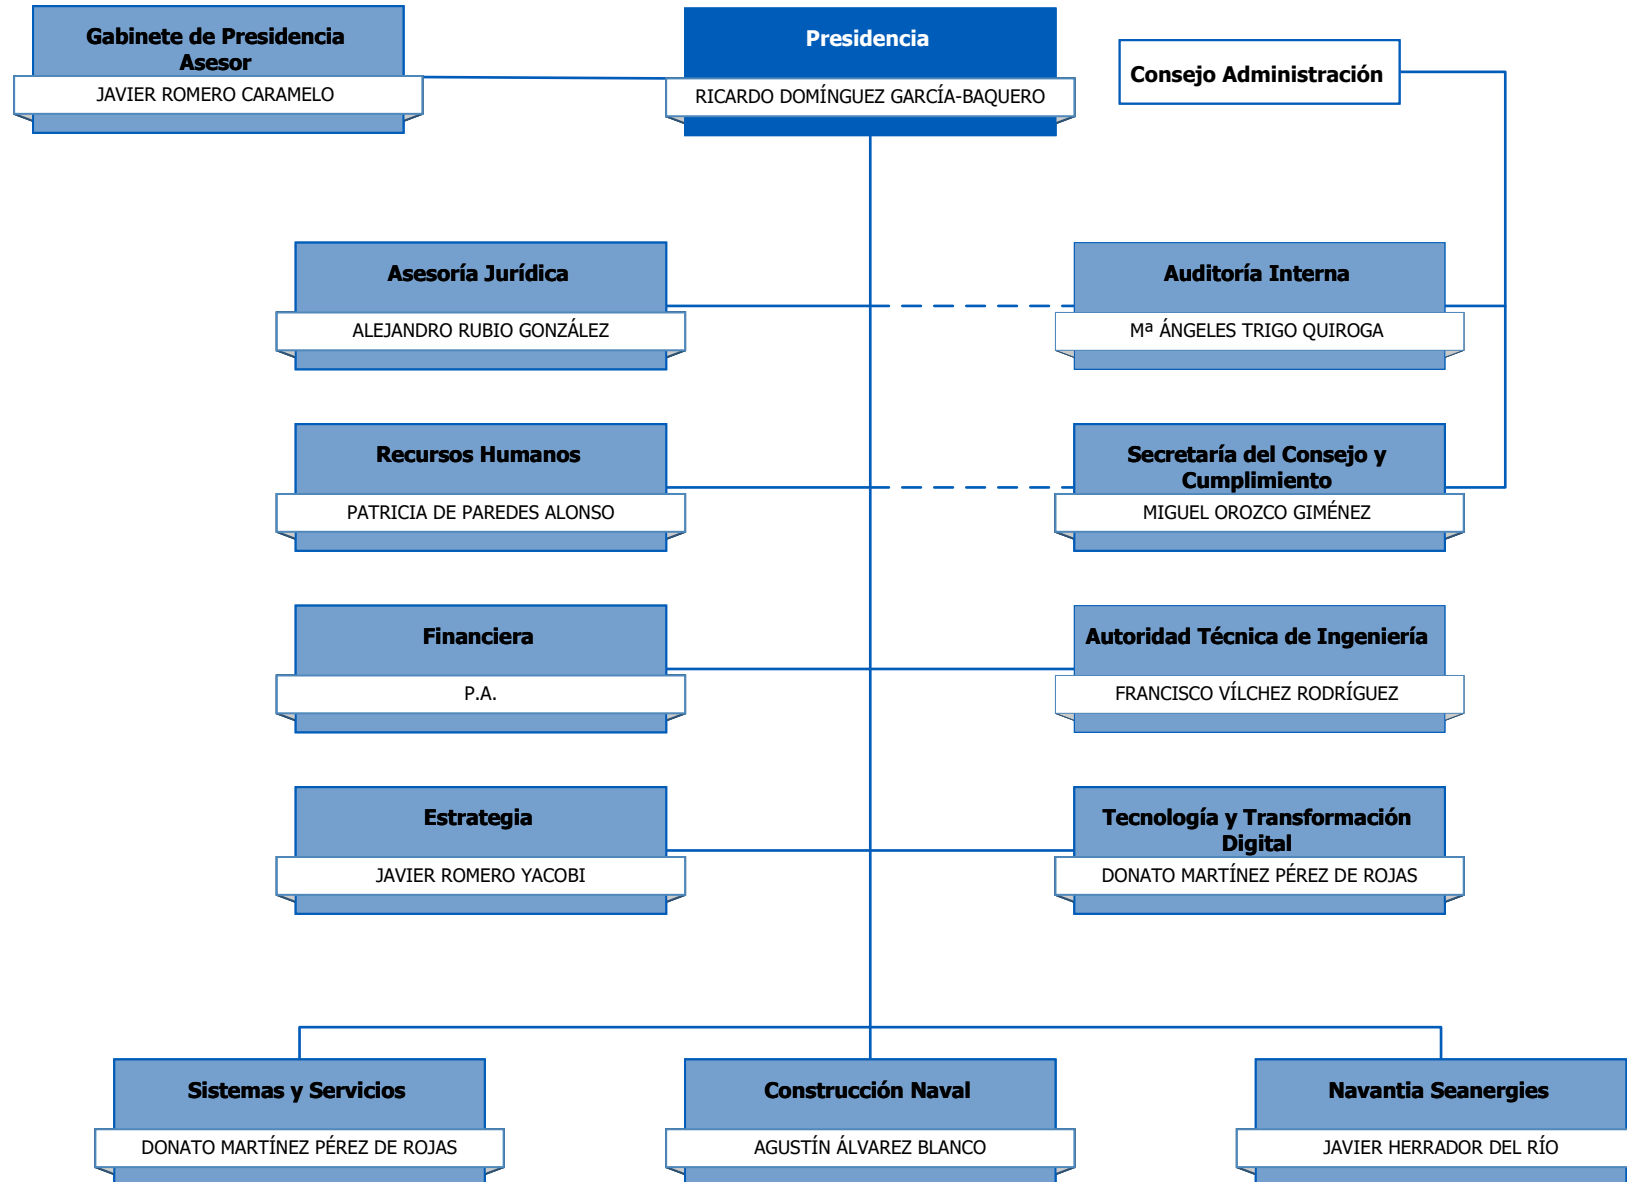 Gabinete de Presidencia
Asesor
JAVIER ROMERO CARAMELO
Presidencia
RICARDO DOMÍNGUEZ GARCÍA-BAQUERO
Consejo Administración
Asesoría Jurídica
ALEJANDRO RUBIO GONZÁLEZ
Auditoría Interna
Mª ÁNGELES TRIGO QUIROGA
Recursos Humanos
PATRICIA DE PAREDES ALONSO
Secretaría del Consejo y
Cumplimiento
MIGUEL OROZCO GIMÉNEZ
Financiera
P.A.
Autoridad Técnica de Ingeniería
FRANCISCO VÍLCHEZ RODRÍGUEZ
Estrategia
JAVIER ROMERO YACOBI
Tecnología y Transformación
Digital
DONATO MARTÍNEZ PÉREZ DE ROJAS
Sistemas y Servicios
DONATO MARTÍNEZ PÉREZ DE ROJAS
Construcción Naval
AGUSTÍN ÁLVAREZ BLANCO
Navantia Seanergies
JAVIER HERRADOR DEL RÍO